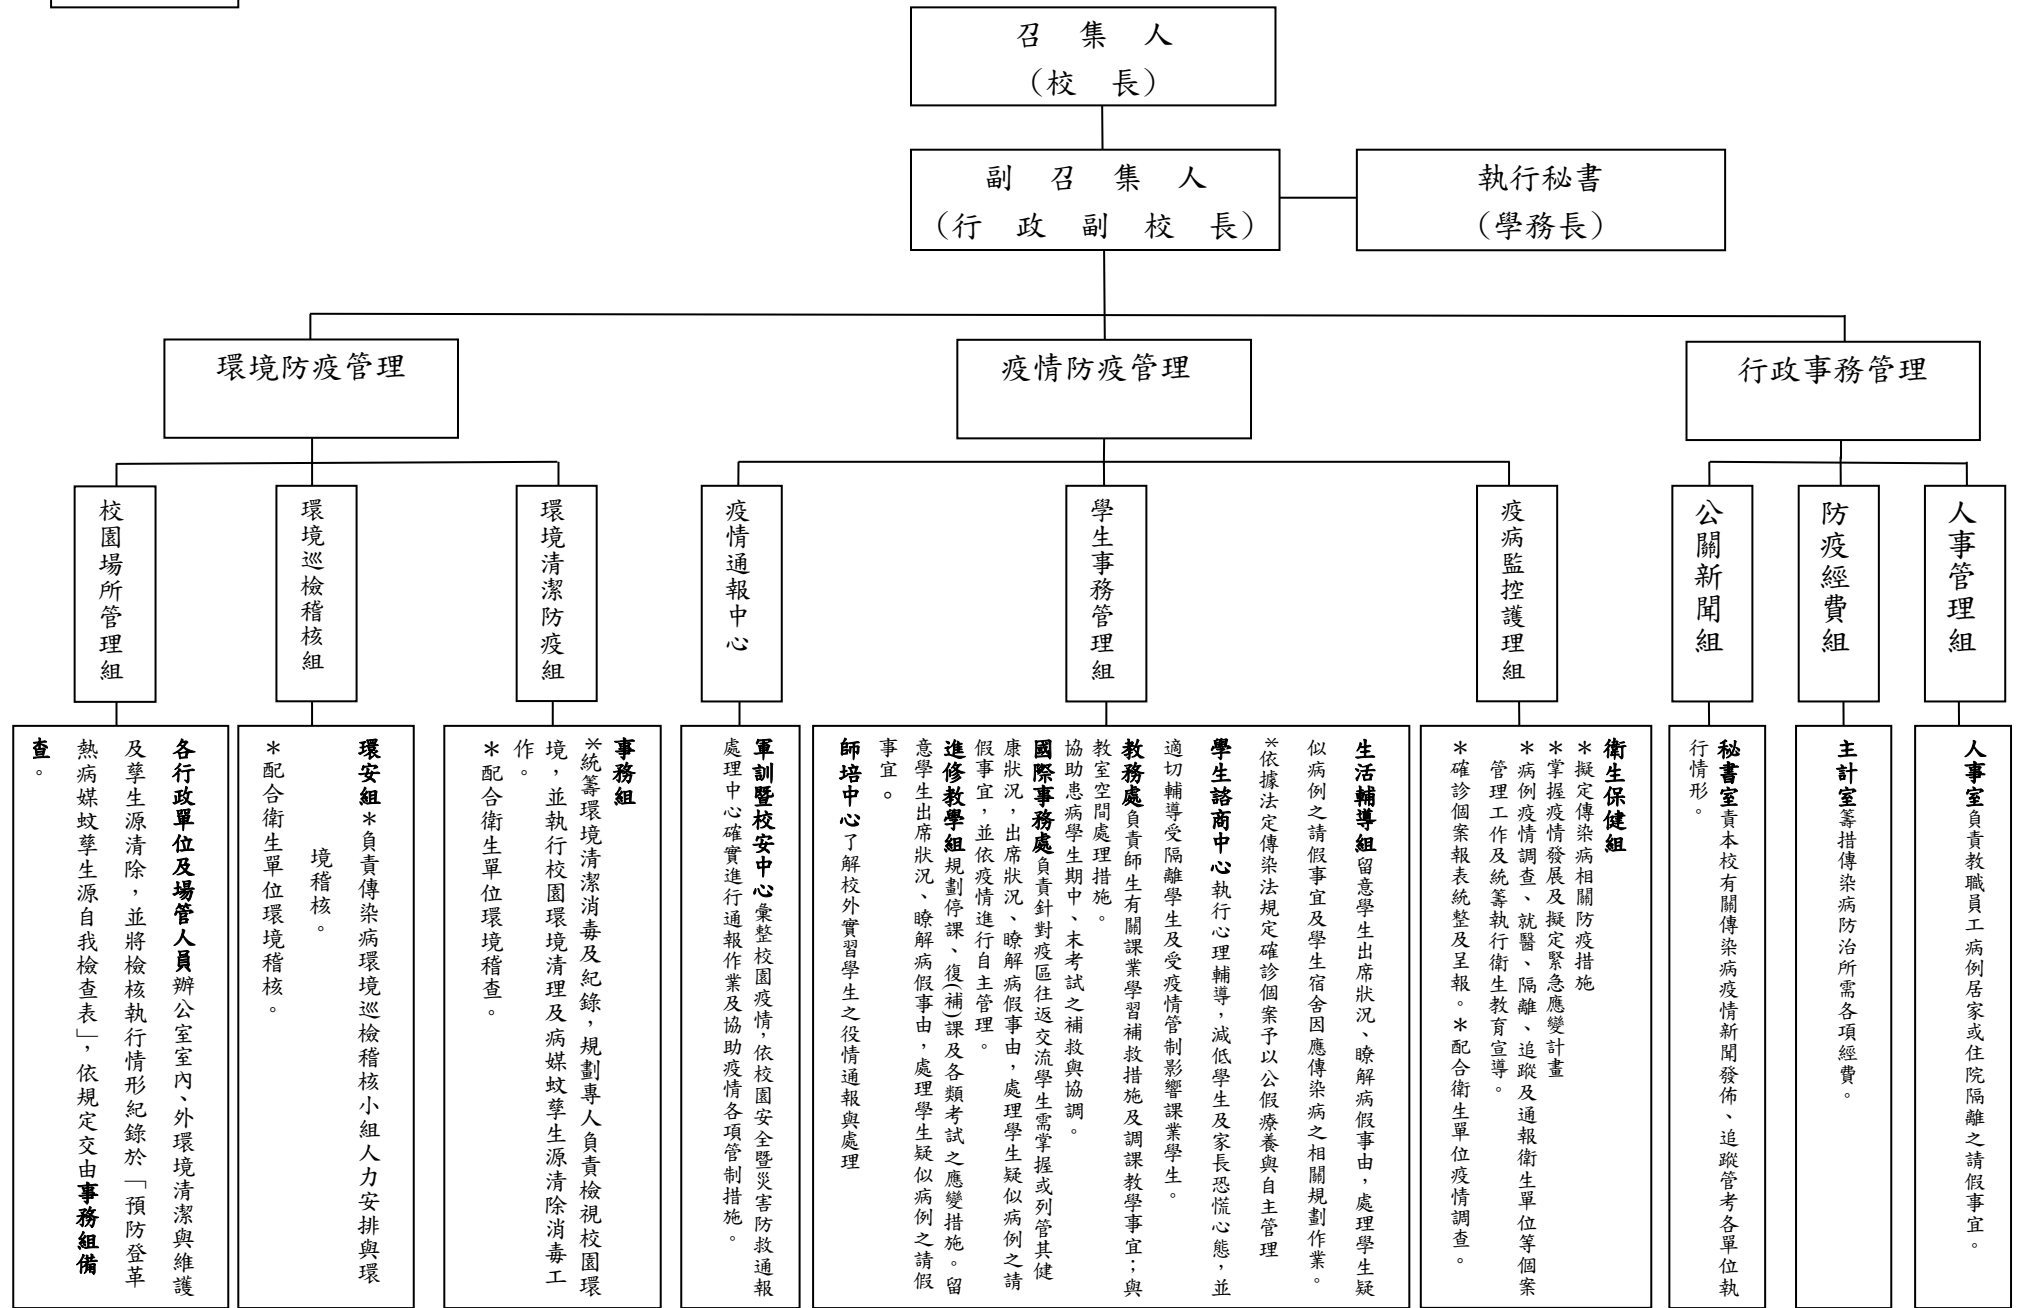 召 集 人
（校 長）
副 召 集 人
（行 政 副 校 長）
執行秘書
（學務長）
環境防疫管理
疫情防疫管理
行政事務管理
校園場所管理組
環境巡檢稽核組
環境清潔防疫組
疫情通報中心
學生事務管理組
疫病監控護理組
公關新聞組
防疫經費組
人事管理組
各行政單位及場管人員辦公室室內、外環境清潔與維護
及孳生源清除，並將檢核執行情形紀錄於「預防登革
熱病媒蚊孳生源自我檢查表」，依規定交由事務組備
查。
環安組＊負責傳染病環境巡檢稽核小組人力安排與環
境稽核。
＊配合衛生單位環境稽核。
事務組
＊統籌環境清潔消毒及紀錄，規劃專人負責檢視校園環
境，並執行校園環境清理及病媒蚊孳生源清除消毒工
作。
＊配合衛生單位環境稽查。
軍訓暨校安中心彙整校園疫情，依校園安全暨災害防救通報
處理中心確實進行通報作業及協助疫情各項管制措施。
生活輔導組留意學生出席狀況、瞭解病假事由，處理學生疑
似病例之請假事宜及學生宿舍因應傳染病之相關規劃作業。
＊依據法定傳染法規定確診個案予以公假療養與自主管理
學生諮商中心執行心理輔導，減低學生及家長恐慌心態，並
適切輔導受隔離學生及受疫情管制影響課業學生。
教務處負責師生有關課業學習補救措施及調課教學事宜；與
教室空間處理措施。
協助患病學生期中、末考試之補救與協調。
國際事務處負責針對疫區往返交流學生需掌握或列管其健
康狀況，出席狀況、瞭解病假事由，處理學生疑似病例之請
假事宜，並依疫情進行自主管理。
進修教學組規劃停課、復(補)課及各類考試之應變措施。留
意學生出席狀況、瞭解病假事由，處理學生疑似病例之請假
事宜。
師培中心了解校外實習學生之役情通報與處理
衛生保健組
＊擬定傳染病相關防疫措施
＊掌握疫情發展及擬定緊急應變計畫
＊病例疫情調查、就醫、隔離、追蹤及通報衛生單位等個案
管理工作及統籌執行衛生教育宣導。
＊確診個案報表統整及呈報。＊配合衛生單位疫情調查。
秘書室責本校有關傳染病疫情新聞發佈、追蹤管考各單位執
行情形。
主計室籌措傳染病防治所需各項經費。
人事室負責教職員工病例居家或住院隔離之請假事宜。